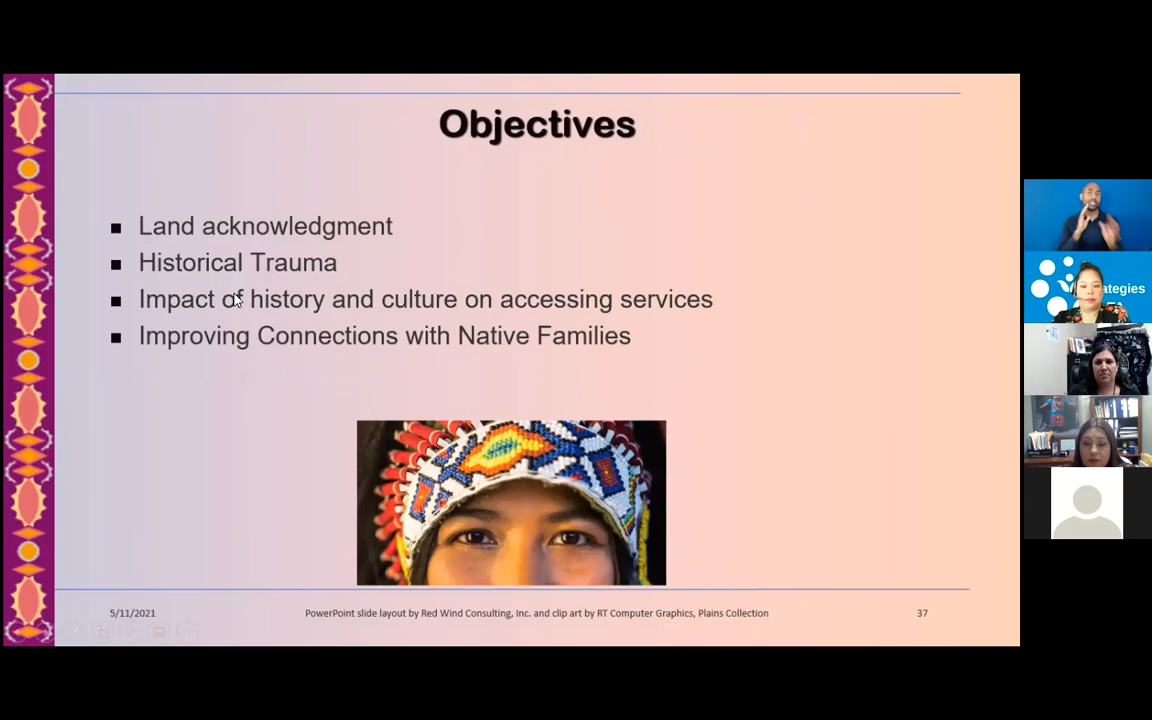 Objectives
Land acknowledgment
Historical Trauma
Impact of history and culture on accessing services
Improving Connections with Native Families
5/11/2021
PowerPoint slide layout by Red Wind Consulting, Inc. and clip art by RT Computer Graphics, Plains Collection
37